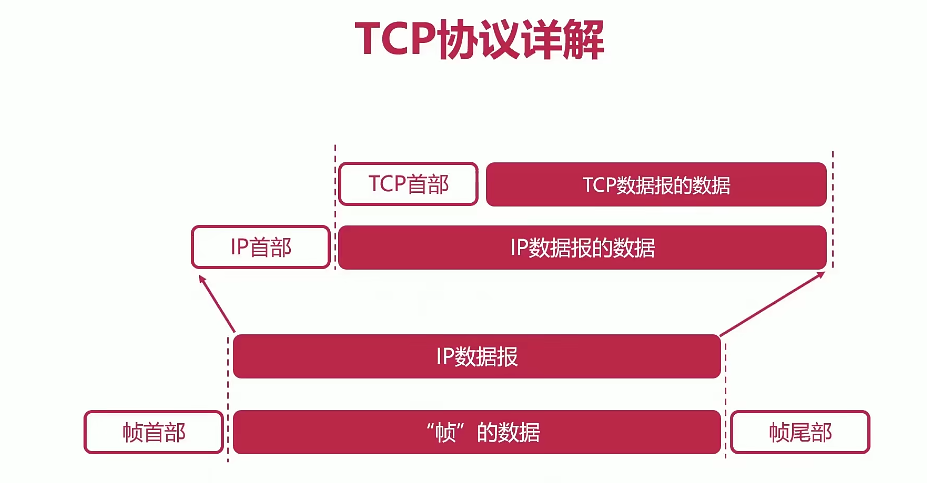 TCP协议详解
TCP首部
TCP数据报的数据
IP首部
IP数据报的数据
IP数据报
帧首部
“帧”的数据
帧尾部